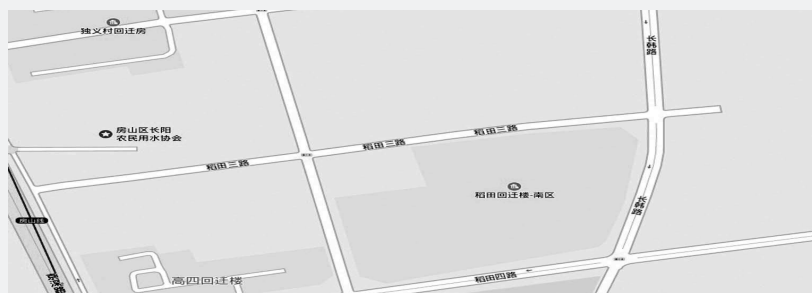 独义村回迁房
长韩路
房山区长阳
农民用水协会
稻田三路
稻田三路
稻田三路
稻田回迁楼-南区
长韩路
房山线
高四回迁楼
稻田四路